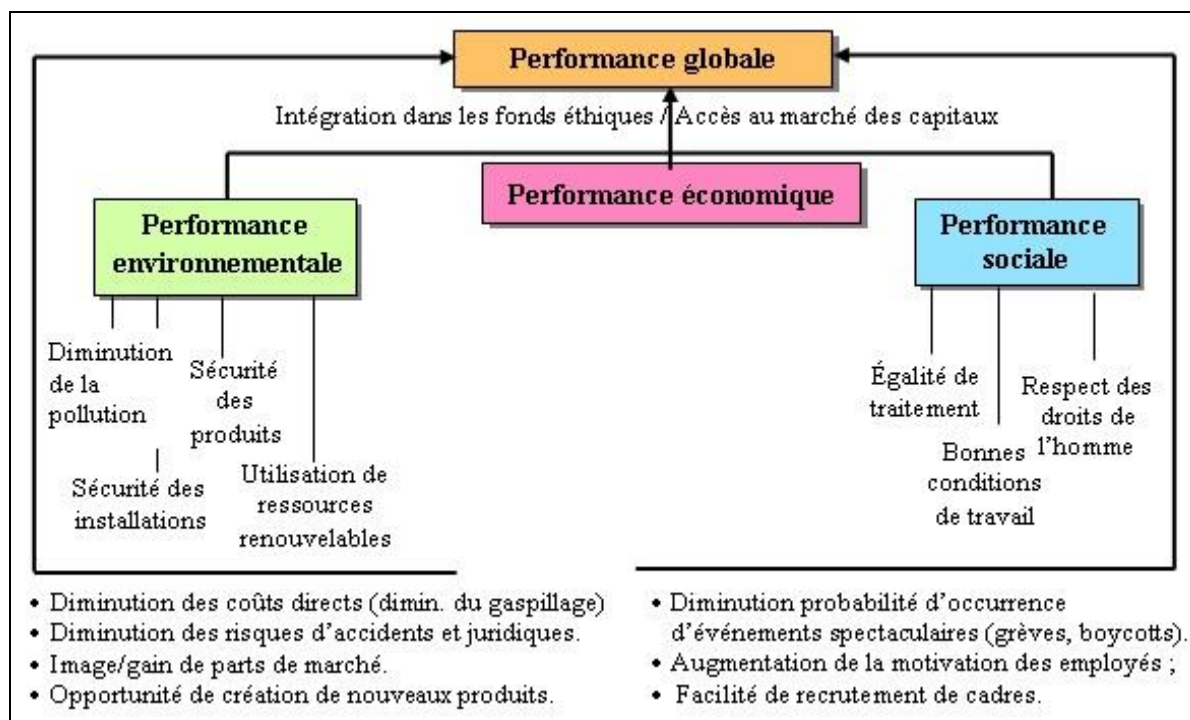 Performance globale
Intégration dans les fonds éthiques / Accès au marché des capitaux
Performance économique
Performance
environnementale
Performance
sociale
Diminution
de la
pollution
Sécurité
des
produits
Sécurité des
installations
Utilisation de
ressources
renouvelables
Égalité de
traitement
Bonnes
conditions
de travail
Respect des
droits de
l'homme
• Diminution des coûts directs (dimin. du gaspillage)
• Diminution des risques d'accidents et juridiques.
• Image/gain de parts de marché.
• Opportunité de création de nouveaux produits.
• Diminution probabilité d'occurrence
d'événements spectaculaires (grèves, boycotts).
• Augmentation de la motivation des employés ;
• Facilité de recrutement de cadres.